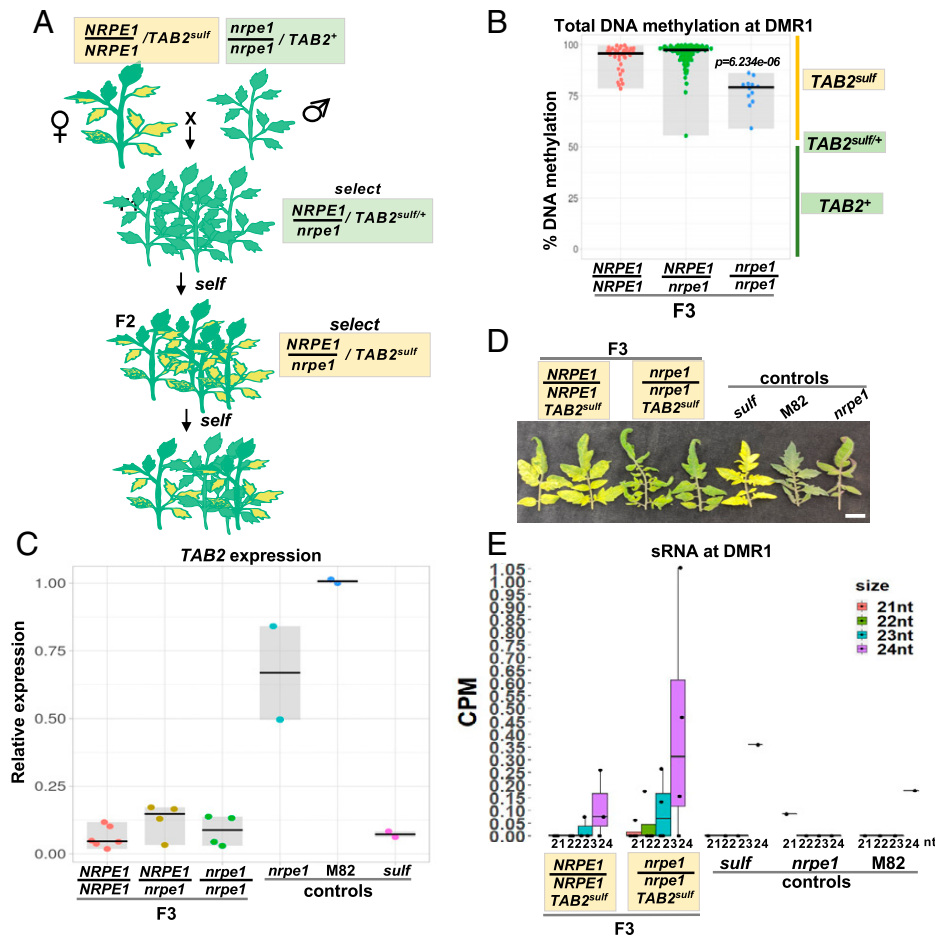 A
NRPE1
NRPE1
/TAB2sulf
nrpe1
nrpe1
/ TAB2+
♀
X
♂
select
NRPE1
nrpe1
/ TAB2sulf/+
self
F2
select
NRPE1
nrpe1
/ TAB2sulf
self
B
Total DNA methylation at DMR1
% DNA methylation
100
75
50
25
0
p=6.234e-06
TAB2sulf
TAB2sulf/+
TAB2+
NRPE1 NRPE1 nrpe1
NRPE1 nrpe1 nrpe1
F3
C
TAB2 expression
Relative expression
1.00
0.75
0.50
0.25
0.00
NRPE1 NRPE1 nrpe1 nrpe1 M82 sulf
NRPE1 nrpe1 nrpe1 controls
F3
D
F3
NRPE1
NRPE1
TAB2sulf
nrpe1
nrpe1
TAB2sulf
controls
sulf M82 nrpe1
E
sRNA at DMR1
CPM
1.05
1.00
0.95
0.90
0.85
0.80
0.75
0.70
0.65
0.60
0.55
0.50
0.45
0.40
0.35
0.30
0.25
0.20
0.15
0.10
0.05
0.00
size
21nt
22nt
23nt
24nt
21222324 21222324 21222324 21222324 21222324 nt
NRPE1
NRPE1
TAB2sulf
nrpe1
nrpe1
TAB2sulf
sulf nrpe1 M82
controls
F3